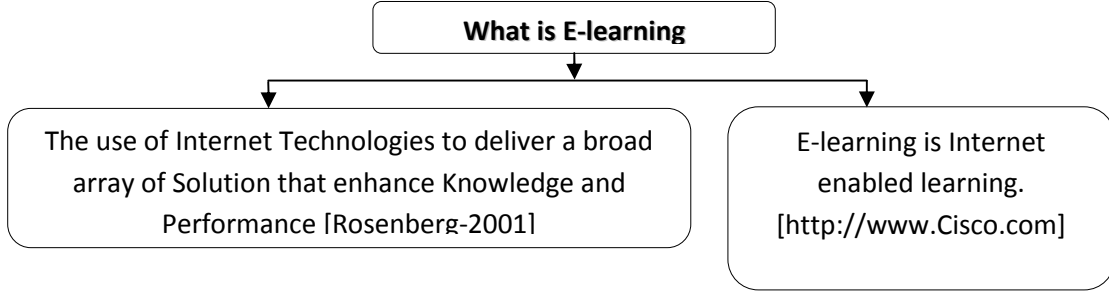 What is E-learning
The use of Internet Technologies to deliver a broad
array of Solution that enhance Knowledge and
Performance [Rosenberg-2001]
E-learning is Internet
enabled learning.
[http://www.Cisco.com]